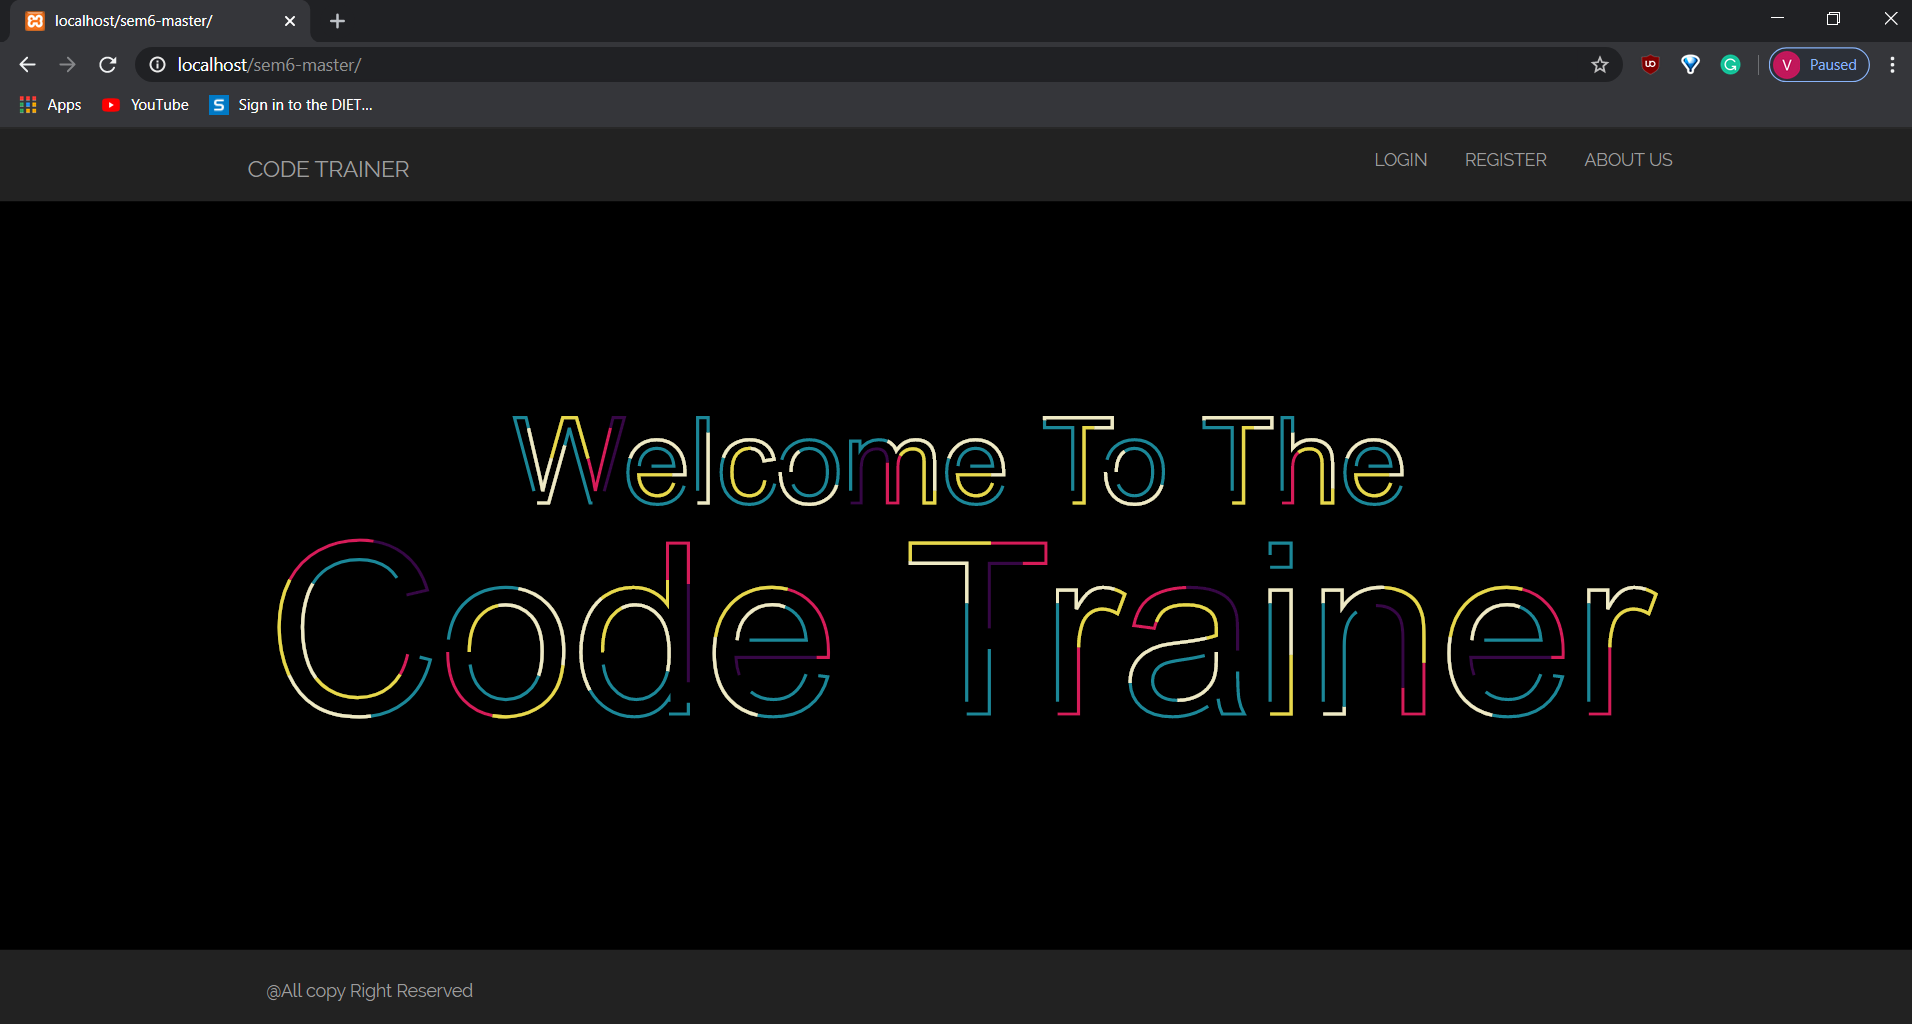 localhost/sem6-master/
localhost/sem6-master/
V Paused
Apps YouTube S Sign in to the DIET...
CODE TRAINER LOGIN REGISTER ABOUT US
Welcome To The
Code Trainer
@All copy Right Reserved